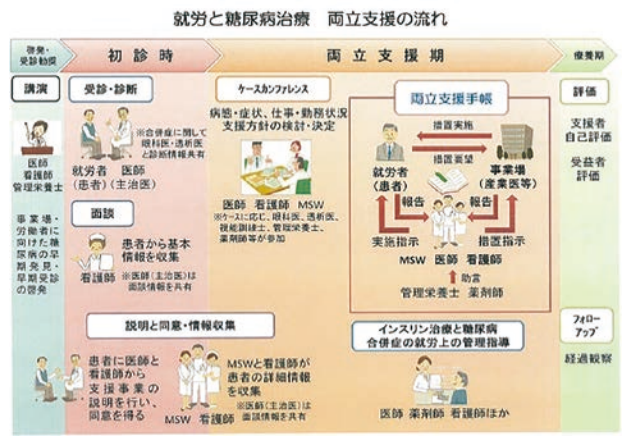 就労と糖尿病治療　両立支援の流れ
啓発・
受診勧奨
初診時
両立支援期
療養期
講演
医師
看護師
管理栄養士
事業場・
労働者に
向けた糖
尿病の早
期発見・
早期受診
の啓発
受診・診断
※合併症に関して
眼科医・透析医
と診断情報共有
就労者　医師
(患者)(主治医)
面談
患者から基本
情報を収集
看護師
※医師(主治医)は
面談情報を共有
説明と同意・情報収集
患者に医師と
看護師から
支援事業の
説明を行い、
同意を得る
MSWと看護師が
患者の詳細情報
を収集
※医師(主治医)は
面談情報を共有
MSW 看護師
ケースカンファレンス
病態・症状、仕事・勤務状況
支援方針の検討・決定
医師 看護師 MSW
※ケースに応じ、眼科医、透析医、
視能訓練士、管理栄養士、
薬剤師等が参加
両立支援手帳
措置実施
措置要望
就労者
(患者)
事業場
(産業医等)
報告
報告
実施指示
措置指示
MSW 医師 看護師
助言
管理栄養士 薬剤師
インスリン治療と糖尿病
合併症の就労上の管理指導
医師 薬剤師 看護師ほか
評価
支援者
自己評価
受益者
評価
フォロー
アップ
経過観察